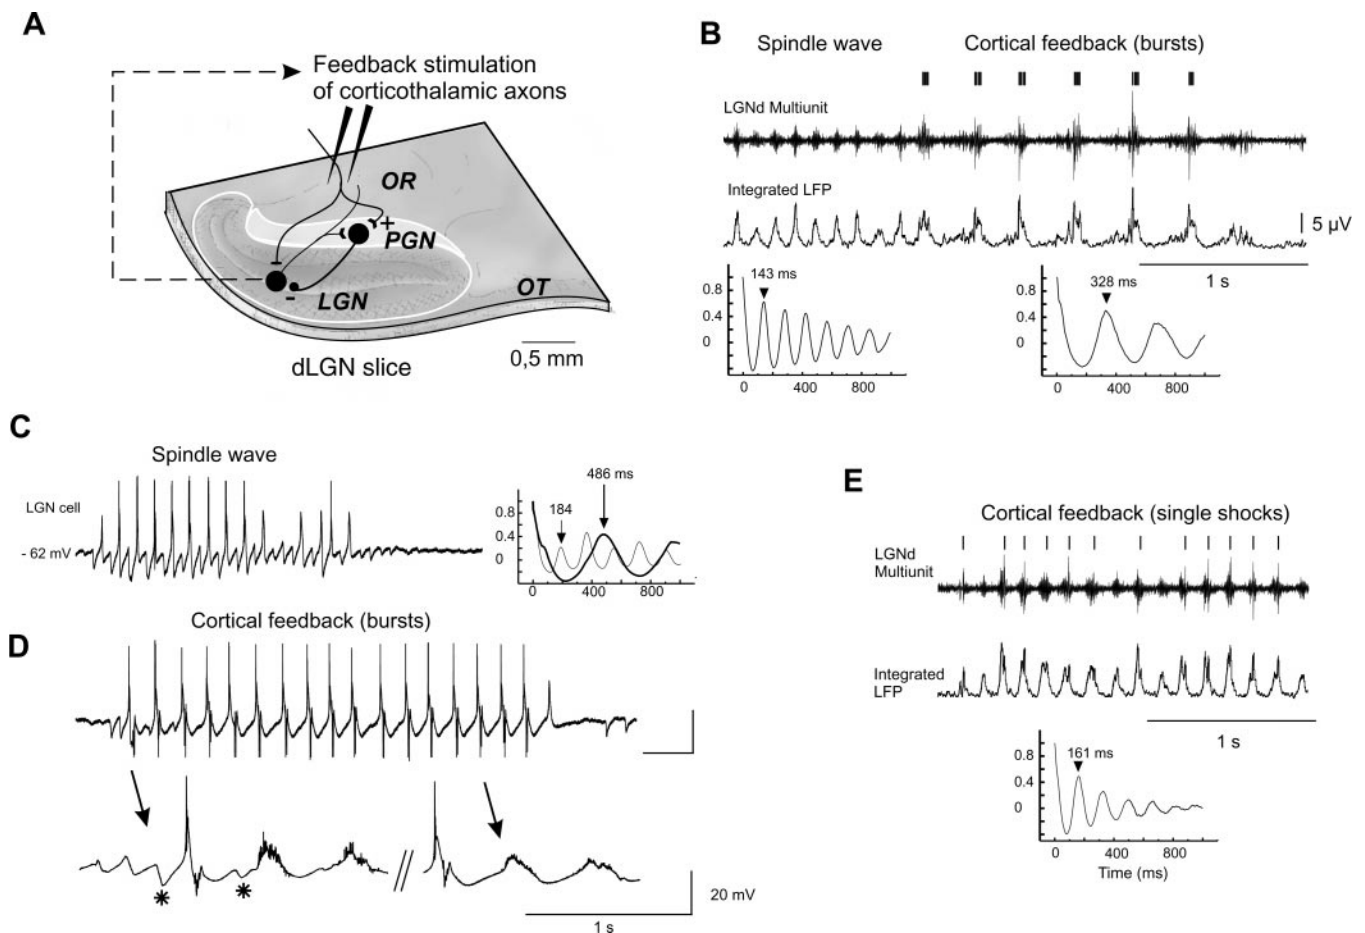 A
Feedback stimulation
of corticothalamic axons
OR
+
PGN
LGN
-
OT
0,5 mm
dLGN slice
B
Spindle wave
Cortical feedback (bursts)
LGNd Multiunit
Integrated LFP
5 µV
1 s
143 ms
0.8
0.4
0
0 400 800
328 ms
0.8
0.4
0
0 400 800
C
Spindle wave
LGN cell
- 62 mV
486 ms
184
0.8
0.4
0
0 400 800
D
Cortical feedback (bursts)
*
*
20 mV
1 s
E
Cortical feedback (single shocks)
LGNd
Multiunit
Integrated
LFP
1 s
161 ms
0.8
0.4
0
0 400 800
Time (ms)